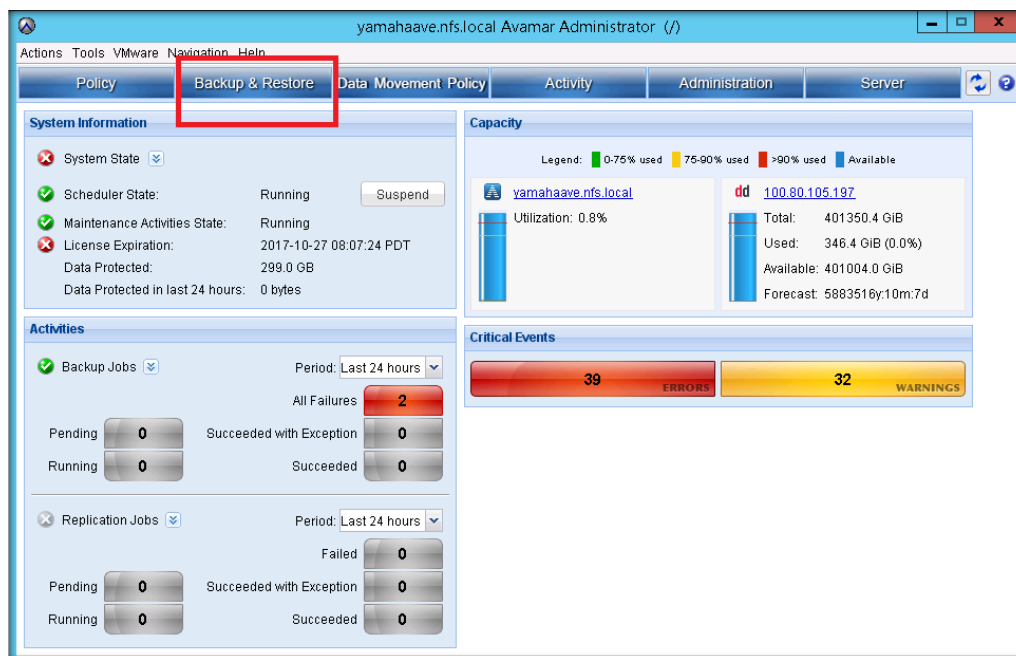 yamahaave.nfs.local Avamar Administrator (/)
Actions Tools VMware Navigation Help
Policy Backup & Restore Data Movement Policy Activity Administration Server
System Information
System State
Scheduler State: Running Suspend
Maintenance Activities State: Running
License Expiration: 2017-10-27 08:07:24 PDT
Data Protected: 299.0 GB
Data Protected in last 24 hours: 0 bytes
Capacity
Legend: 0-75% used 75-90% used >90% used Available
yamahaave.nfs.local
Utilization: 0.8%
dd 100.80.105.197
Total: 401350.4 GiB
Used: 346.4 GiB (0.0%)
Available: 401004.0 GiB
Forecast: 5883516y:10m:7d
Activities
Backup Jobs Period: Last 24 hours
All Failures 2
Pending 0 Succeeded with Exception 0
Running 0 Succeeded 0
Replication Jobs Period: Last 24 hours
Failed 0
Pending 0 Succeeded with Exception 0
Running 0 Succeeded 0
Critical Events
39 ERRORS 32 WARNINGS